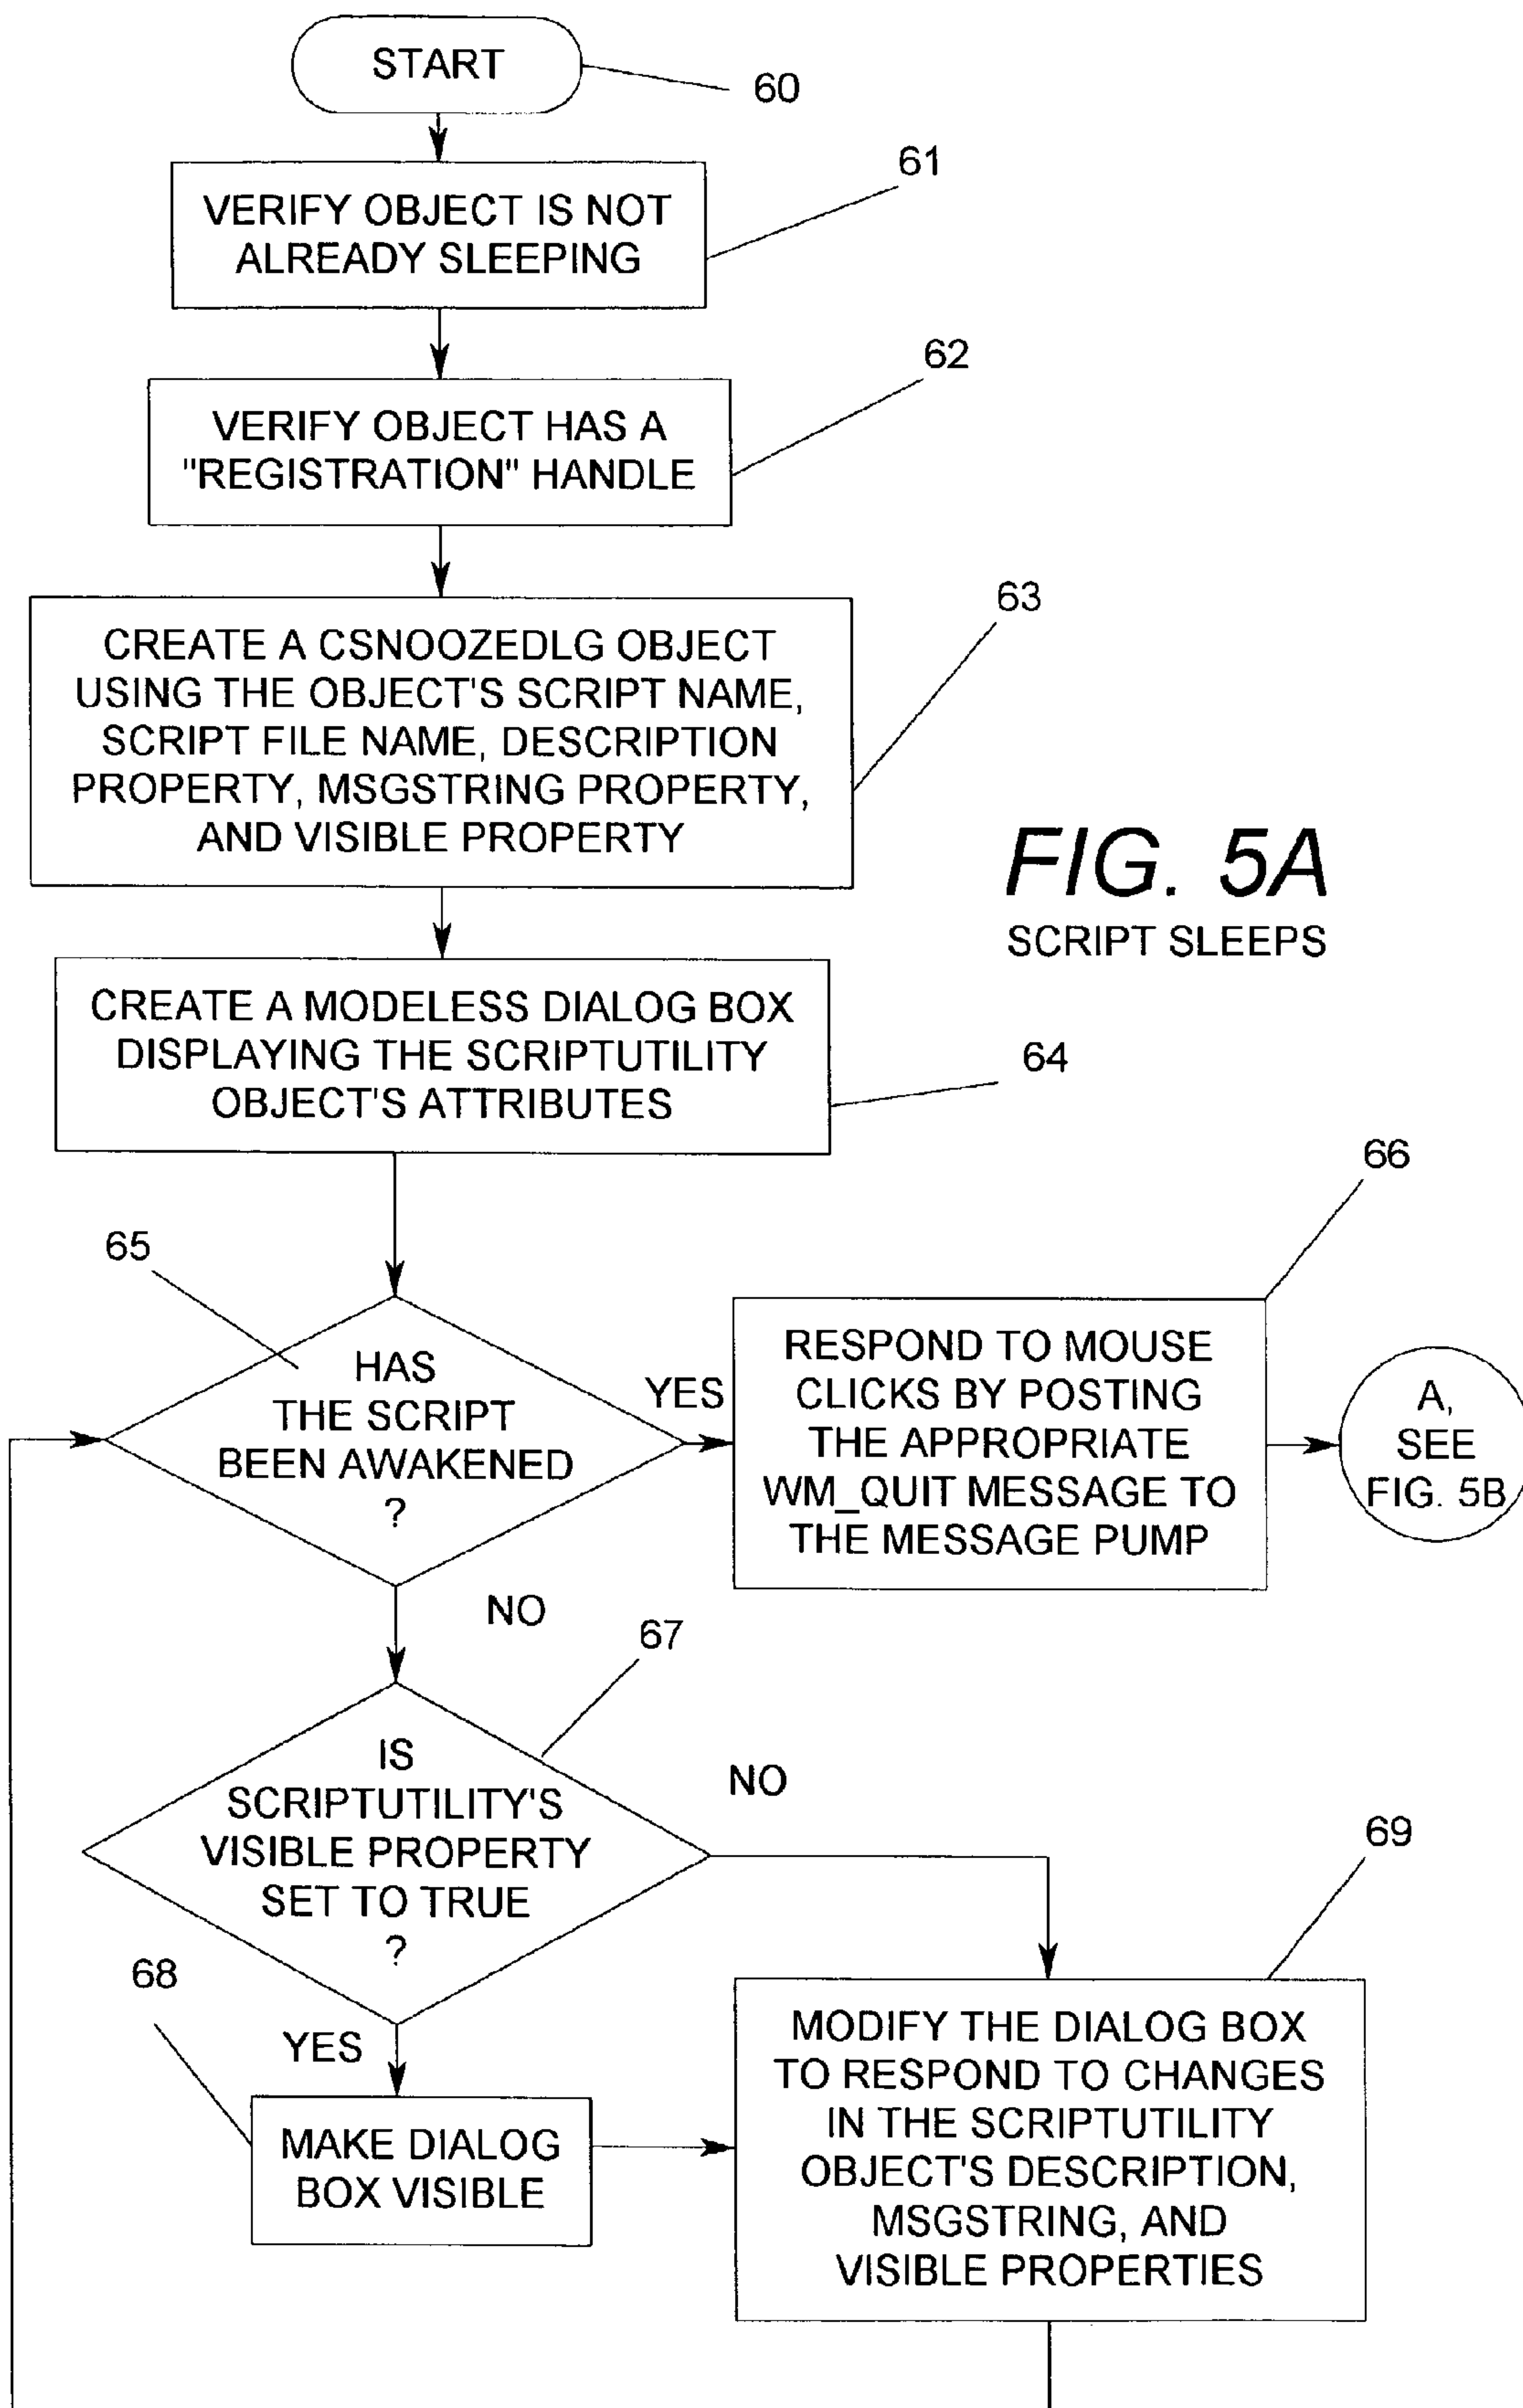 START
60
61
VERIFY OBJECT IS NOT
ALREADY SLEEPING
62
VERIFY OBJECT HAS A
"REGISTRATION" HANDLE
63
CREATE A CSNOOZEDLG OBJECT
USING THE OBJECT'S SCRIPT NAME,
SCRIPT FILE NAME, DESCRIPTION
PROPERTY, MSGSTRING PROPERTY,
AND VISIBLE PROPERTY
FIG. 5A
SCRIPT SLEEPS
CREATE A MODELESS DIALOG BOX
DISPLAYING THE SCRIPTUTILITY
OBJECT'S ATTRIBUTES
64
65
HAS
THE SCRIPT
BEEN AWAKENED
?
YES
66
RESPOND TO MOUSE
CLICKS BY POSTING
THE APPROPRIATE
WM_QUIT MESSAGE TO
THE MESSAGE PUMP
A,
SEE
FIG. 5B
NO
67
IS
SCRIPTUTILITY'S
VISIBLE PROPERTY
SET TO TRUE
?
NO
69
68
YES
MAKE DIALOG
BOX VISIBLE
MODIFY THE DIALOG BOX
TO RESPOND TO CHANGES
IN THE SCRIPTUTILITY
OBJECT'S DESCRIPTION,
MSGSTRING, AND
VISIBLE PROPERTIES